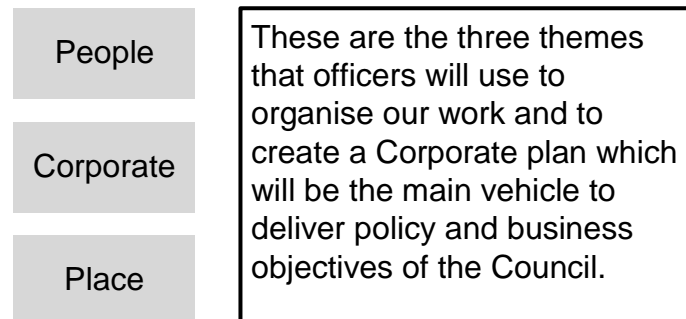 People
Corporate
Place
These are the three themes
that officers will use to
organise our work and to
create a Corporate plan which
will be the main vehicle to
deliver policy and business
objectives of the Council.